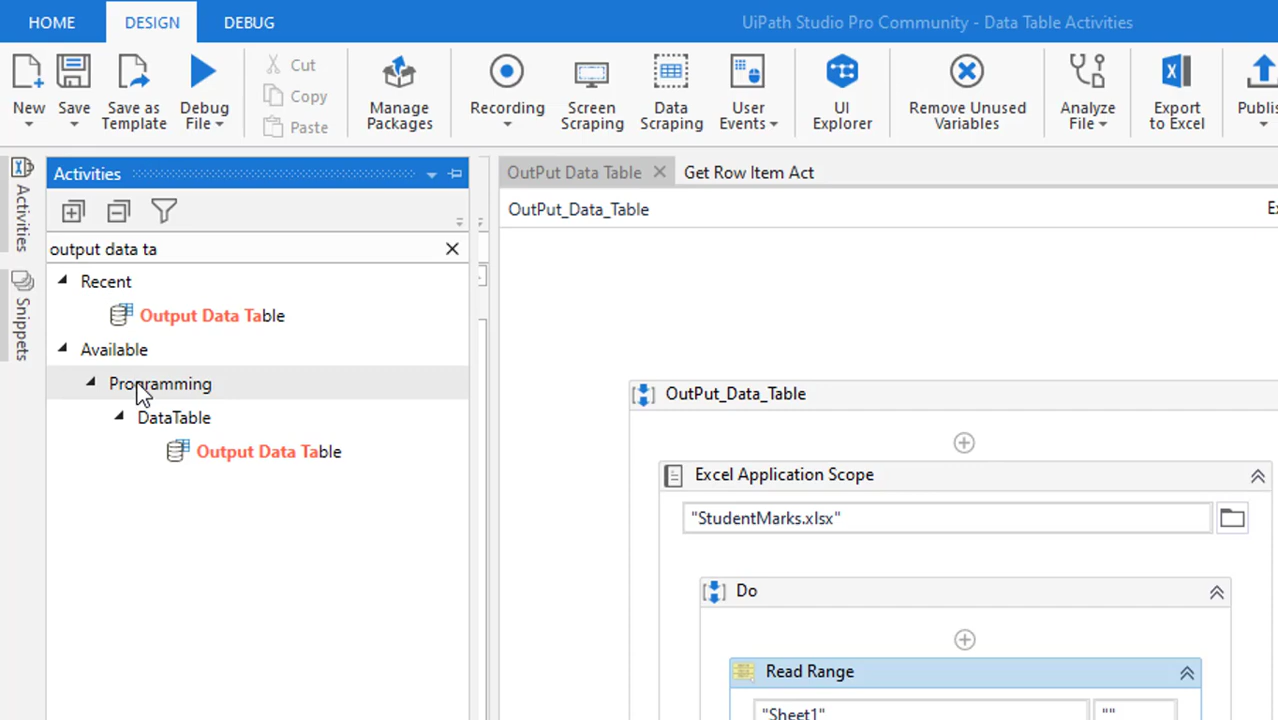 HOME DESIGN DEBUG UiPath Studio Pro Community - Data Table Activities
New Save Save as Template Debug File Cut Copy Paste Manage Packages Recording Screen Scraping Data Scraping User Events UI Explorer Remove Unused Variables Analyze File Export to Excel
Activities
Snippets
Activities
output data ta
Recent
Output Data Table
Available
Programming
DataTable
Output Data Table
OutPut Data Table Get Row Item Act
OutPut_Data_Table
OutPut_Data_Table
Excel Application Scope
"StudentMarks.xlsx"
Do
Read Range
"Sheet1" ""